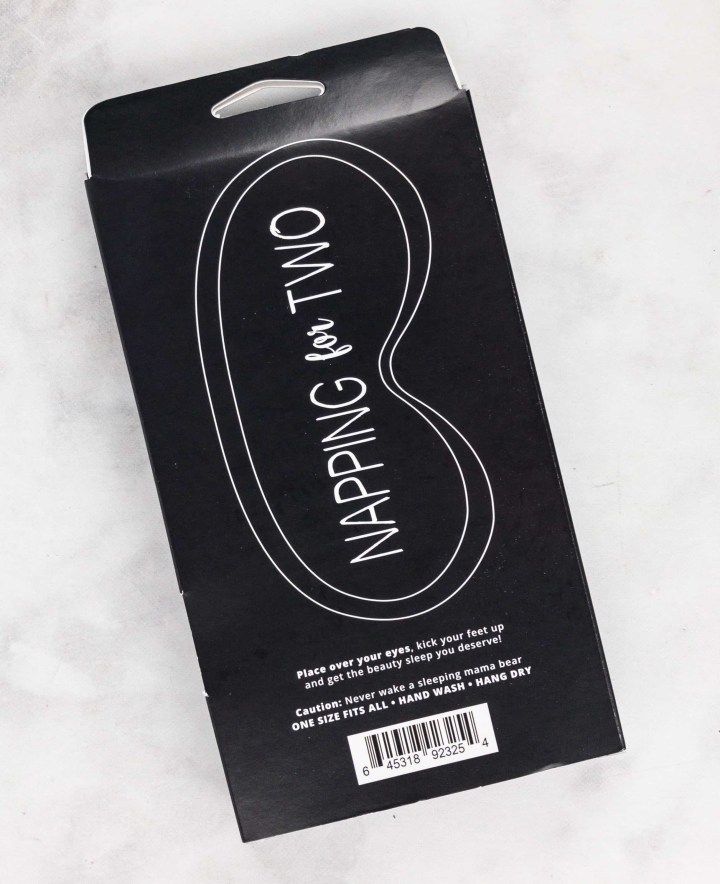 NAPPING for TWO
Place over your eyes, kick your feet up
and get the beauty sleep you deserve!
Caution: Never wake a sleeping mama bear
ONE SIZE FITS ALL • HAND WASH • HANG DRY
6 45318 92325 4